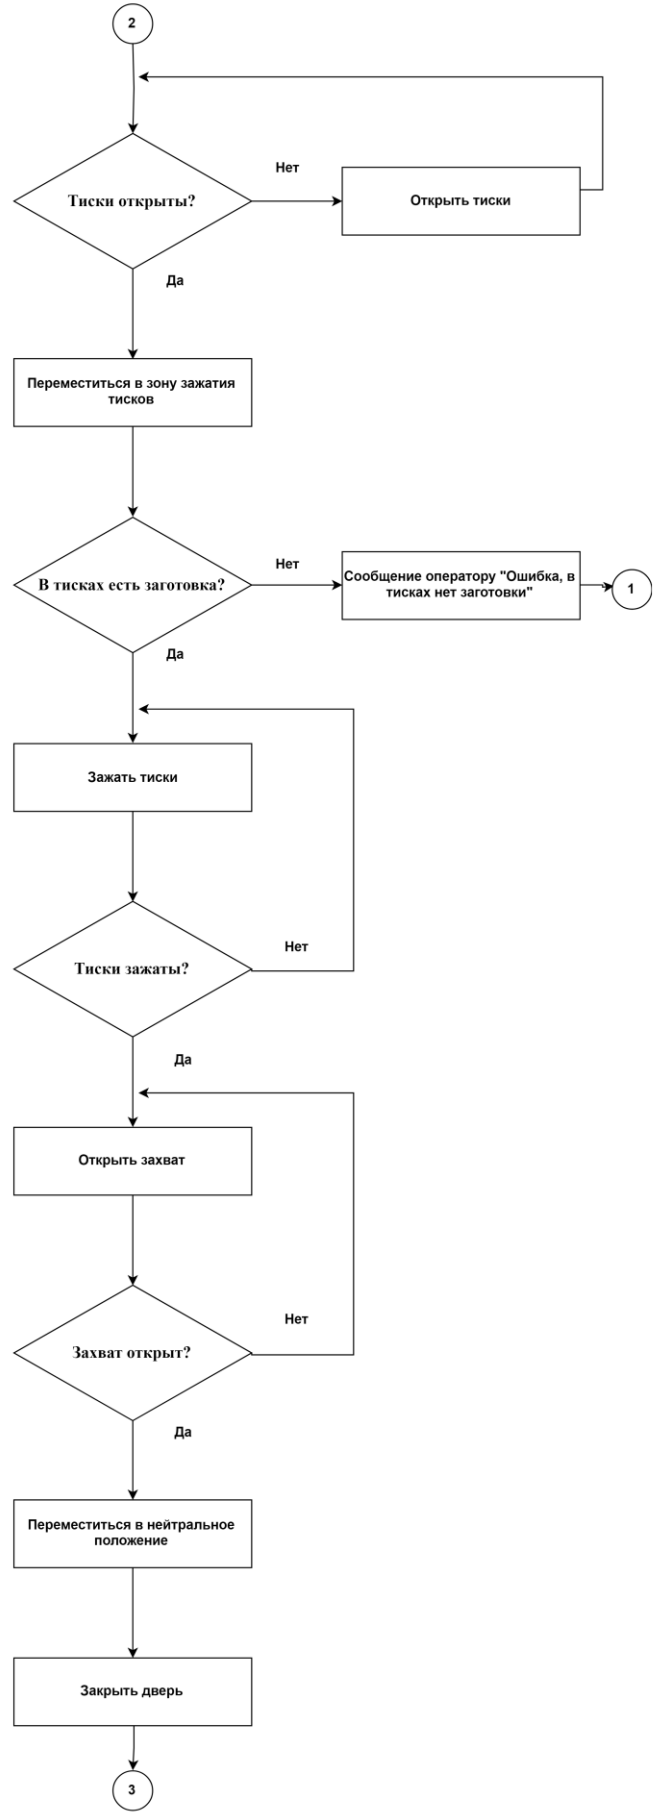 2
Нет
Тиски открыты?
Открыть тиски
Да
Переместиться в зону зажатия
тисков
Нет
В тисках есть заготовка?
Сообщение оператору "Ошибка, в
тисках нет заготовки"
1
Да
Зажать тиски
Нет
Тиски зажаты?
Да
Открыть захват
Нет
Захват открыт?
Да
Переместиться в нейтральное
положение
Закрыть дверь
3